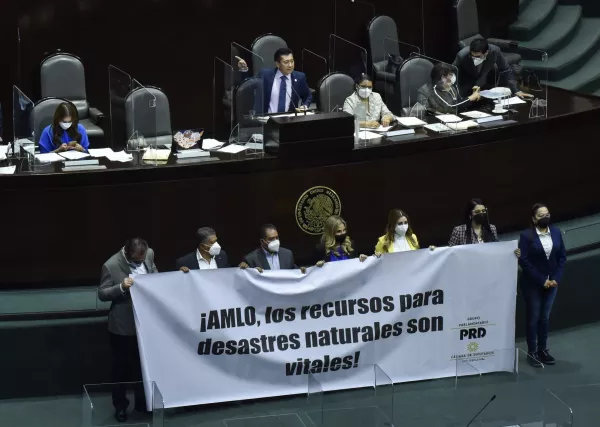 ¡AMLO, los recursos para
desastres naturales son
vitales!
GRUPO
PARLAMENTARIO
PRD
CÁMARA DE DIPUTADOS